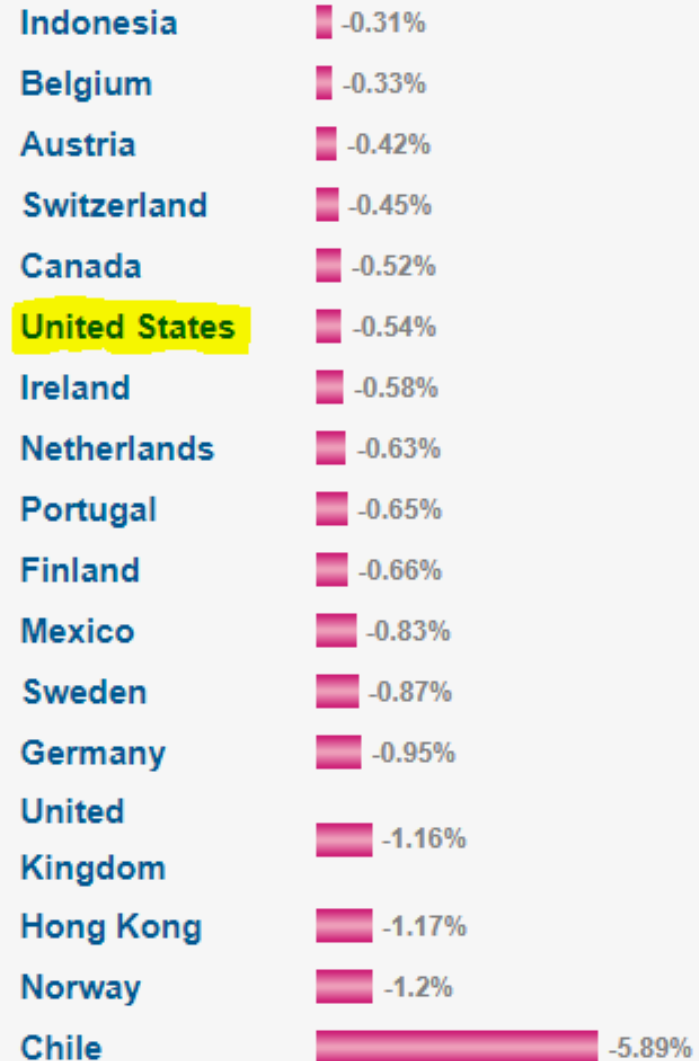 Indonesia -0.31%
Belgium -0.33%
Austria -0.42%
Switzerland -0.45%
Canada -0.52%
United States -0.54%
Ireland -0.58%
Netherlands -0.63%
Portugal -0.65%
Finland -0.66%
Mexico -0.83%
Sweden -0.87%
Germany -0.95%
United
Kingdom -1.16%
Hong Kong -1.17%
Norway -1.2%
Chile -5.89%